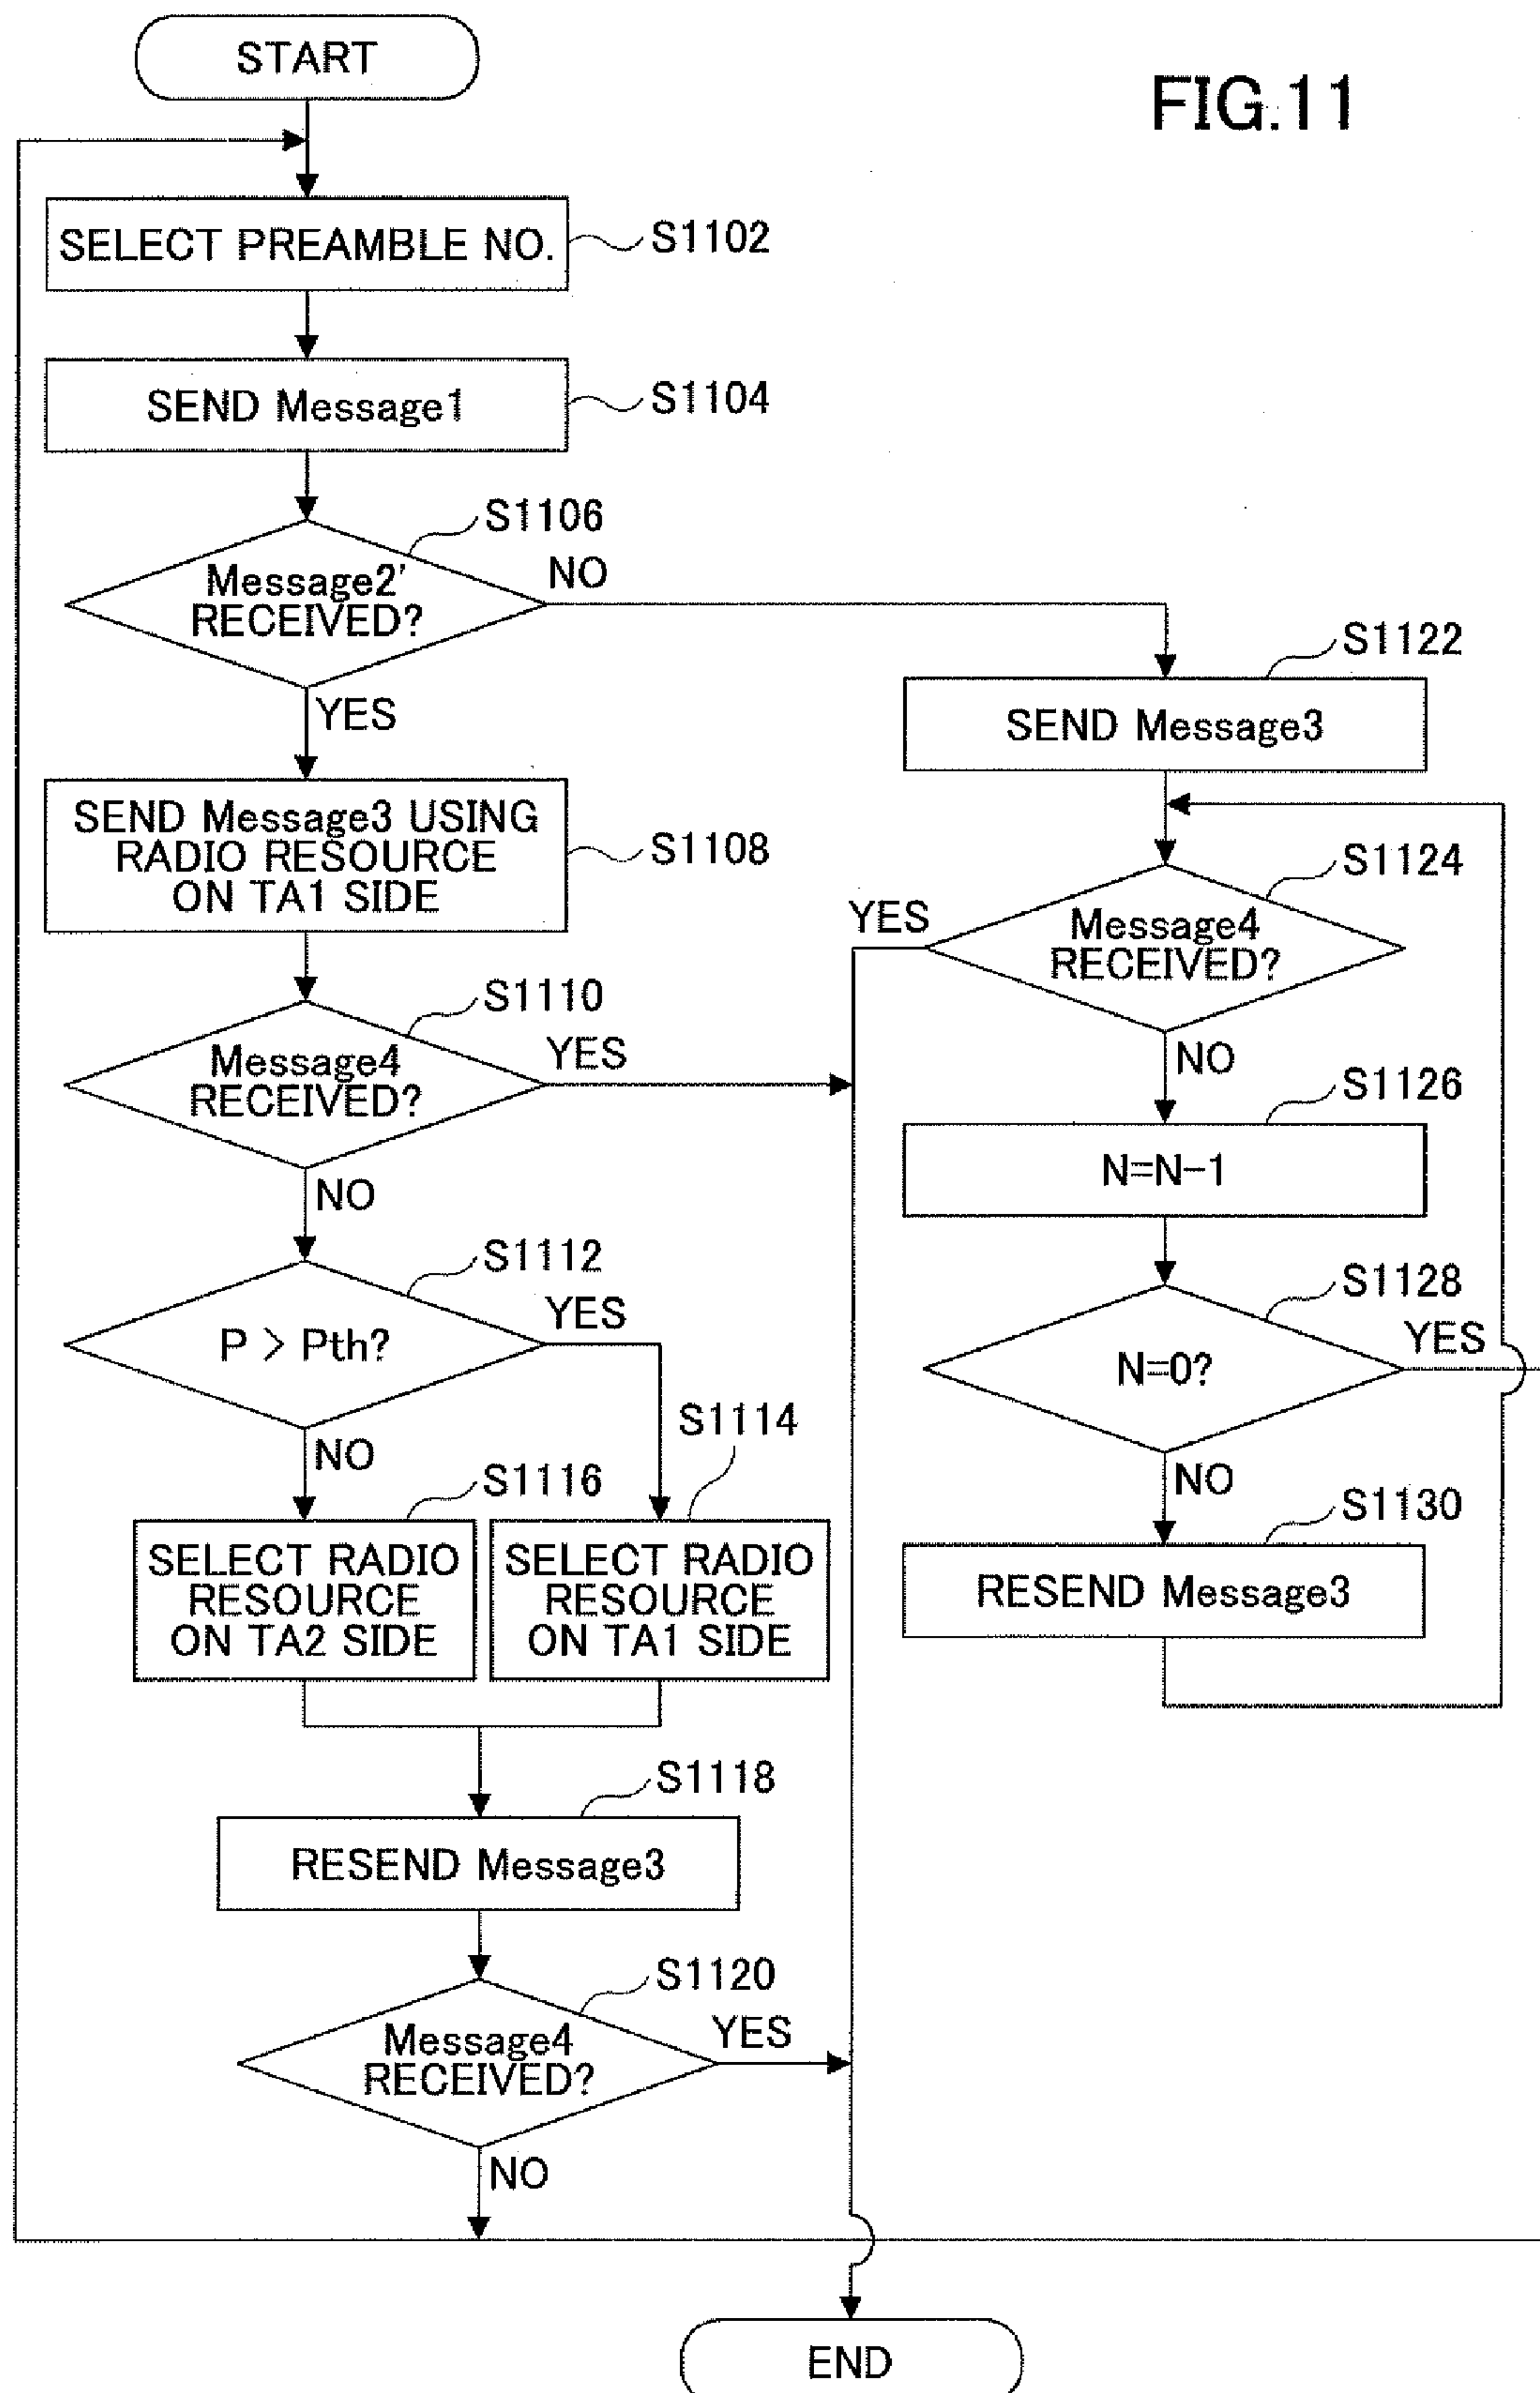 START
FIG.11
SELECT PREAMBLE NO.
S1102
SEND Message1
S1104
S1106
Message2'
RECEIVED?
NO
YES
S1122
SEND Message3
SEND Message3 USING
RADIO RESOURCE
ON TA1 SIDE
S1108
S1124
Message4
RECEIVED?
YES
NO
S1110
Message4
RECEIVED?
YES
NO
S1126
N=N-1
S1112
P > Pth?
YES
NO
S1128
N=0?
YES
NO
S1114
S1116
SELECT RADIO
RESOURCE
ON TA2 SIDE
SELECT RADIO
RESOURCE
ON TA1 SIDE
S1130
RESEND Message3
S1118
RESEND Message3
S1120
Message4
RECEIVED?
YES
NO
END